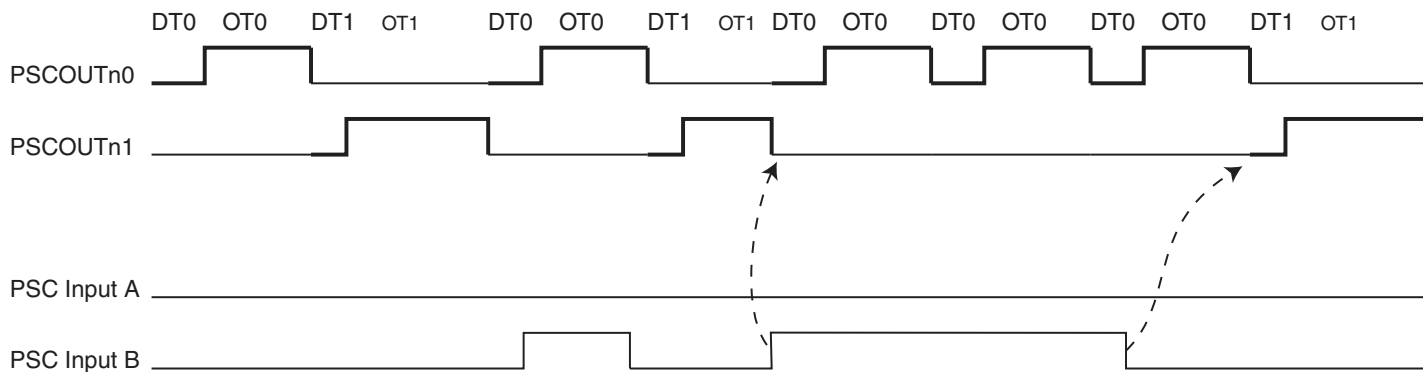 DT0 OT0 DT1 OT1 DT0 OT0 DT1 OT1 DT0 OT0 DT0 OT0 DT0 OT0 DT1 OT1
PSCOUTn0
PSCOUTn1
PSC Input A
PSC Input B